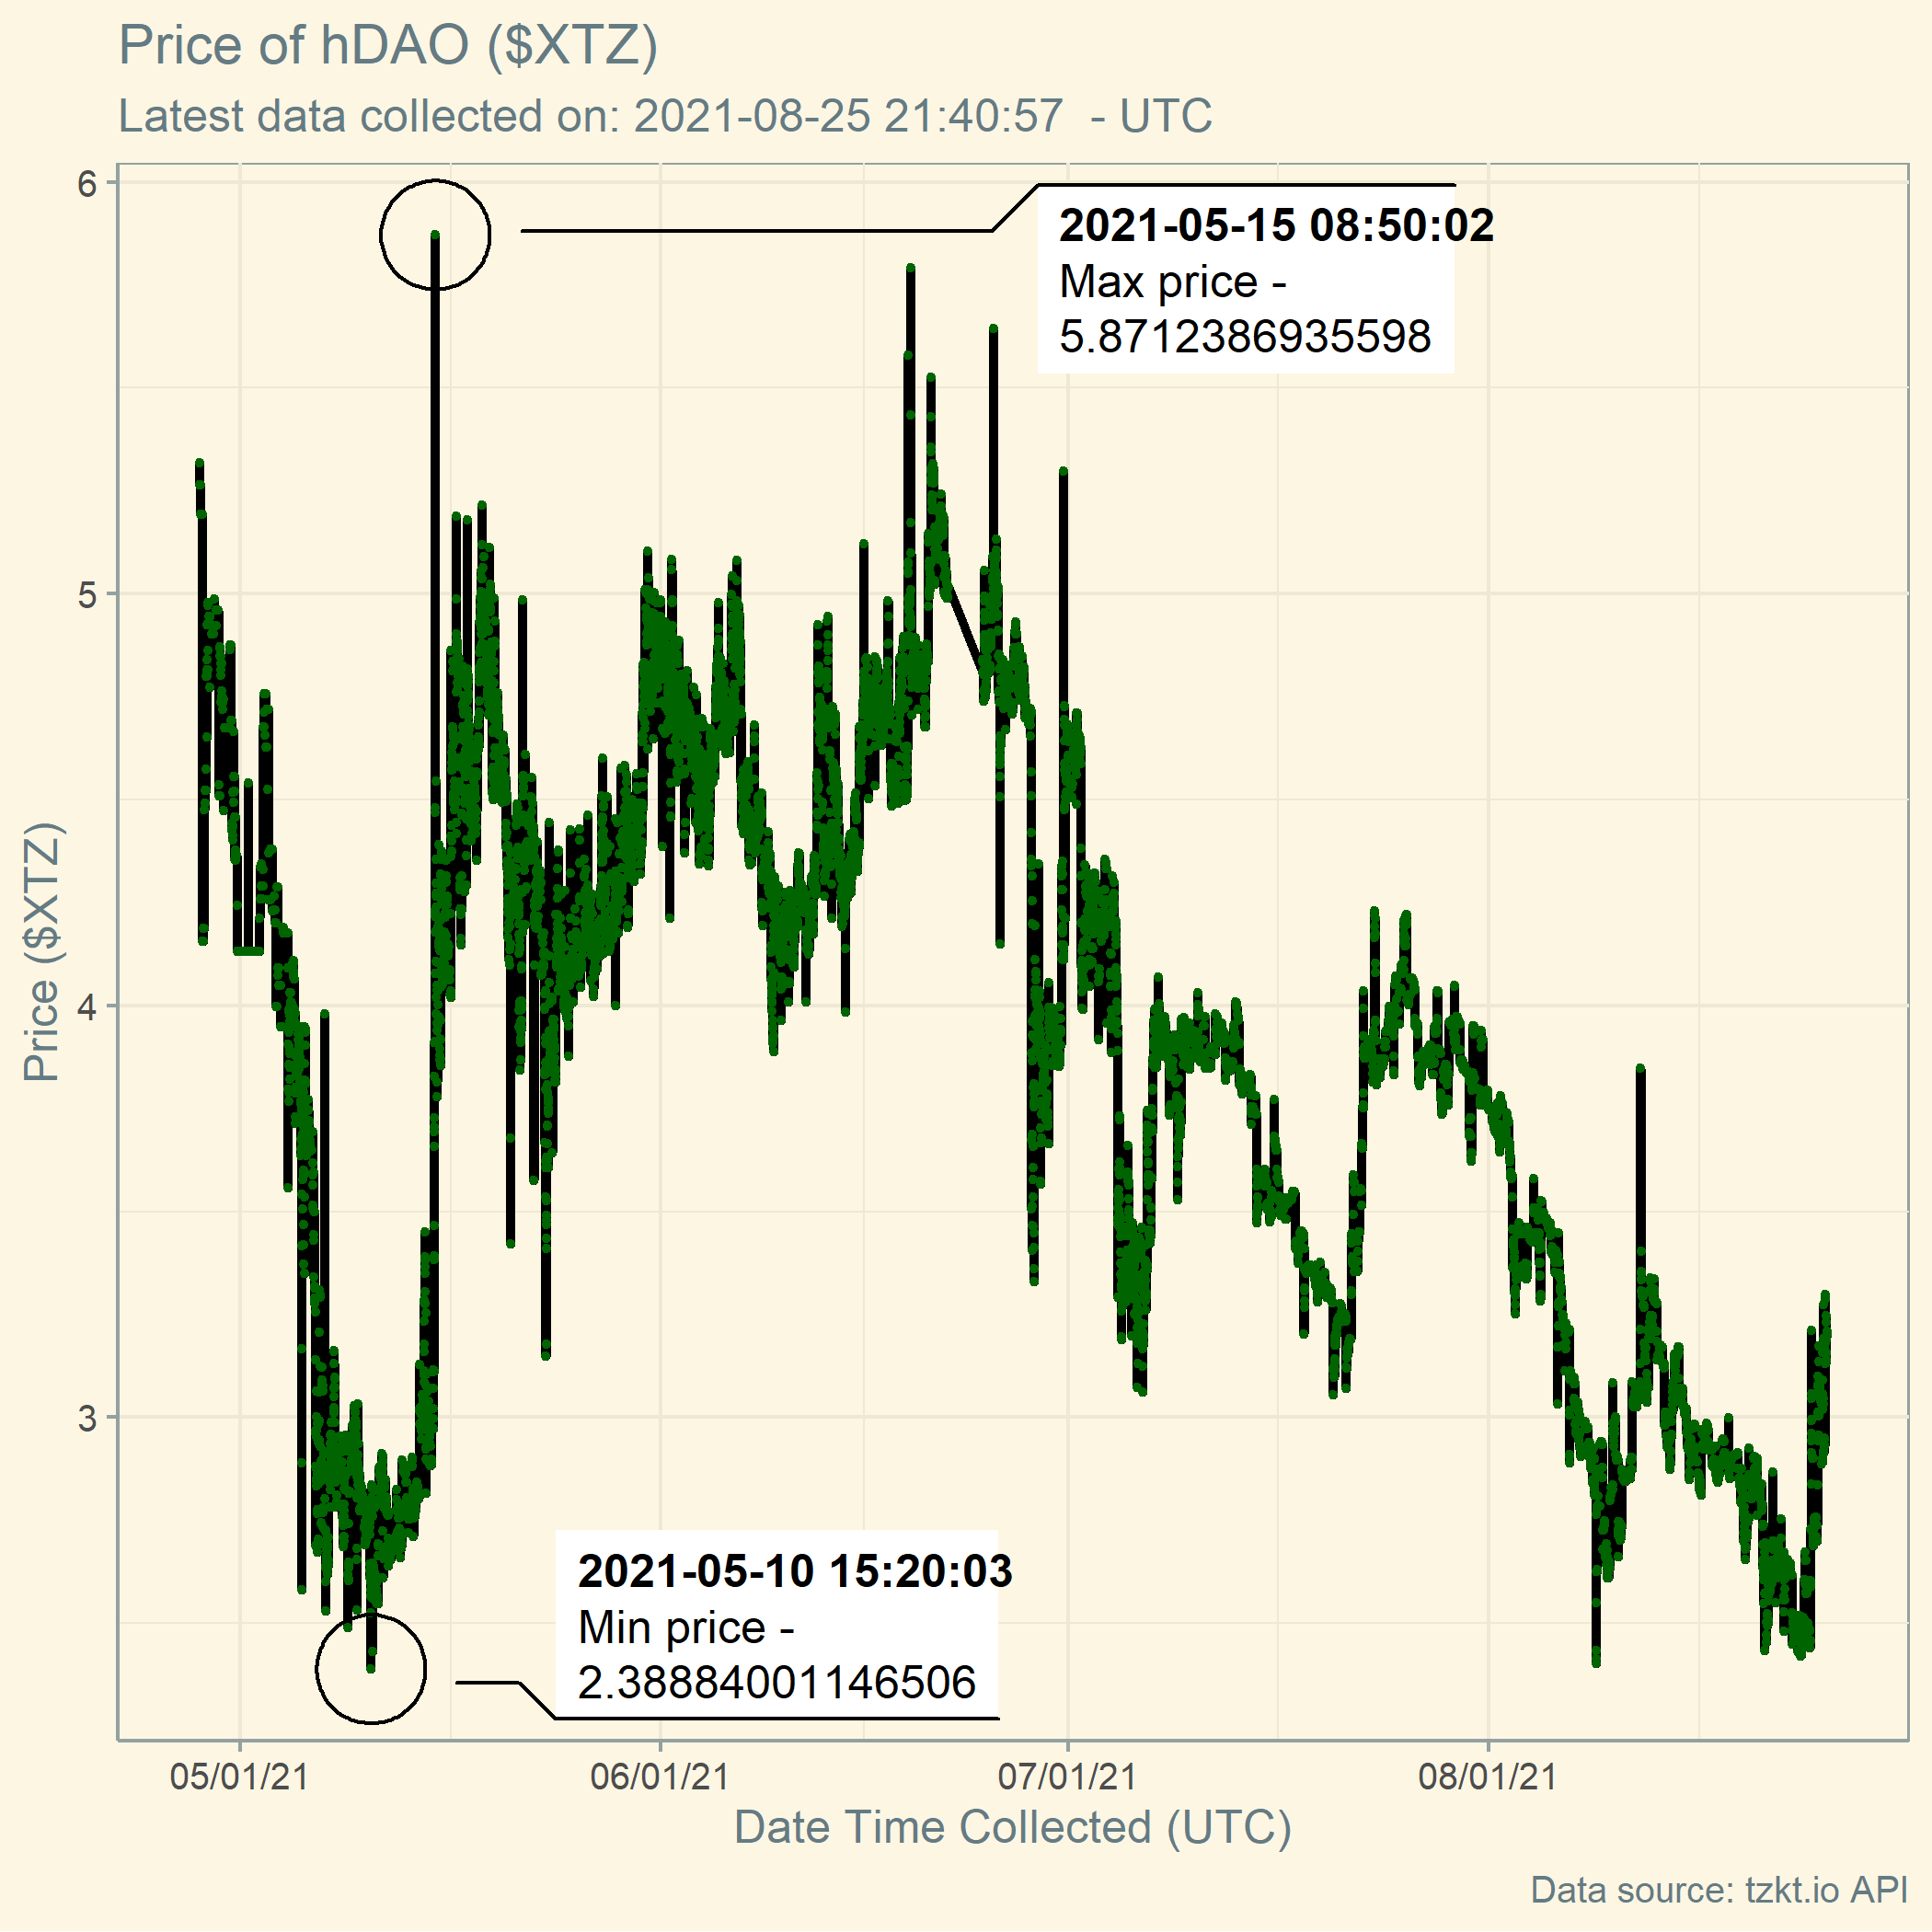 Price of hDAO ($XTZ)
Latest data collected on: 2021-08-25 21:40:57  - UTC
6
5
4
3
Price ($XTZ)
2021-05-15 08:50:02
Max price -
5.8712386935598
2021-05-10 15:20:03
Min price -
2.38884001146506
05/01/21
06/01/21
07/01/21
08/01/21
Date Time Collected (UTC)
Data source: tzkt.io API